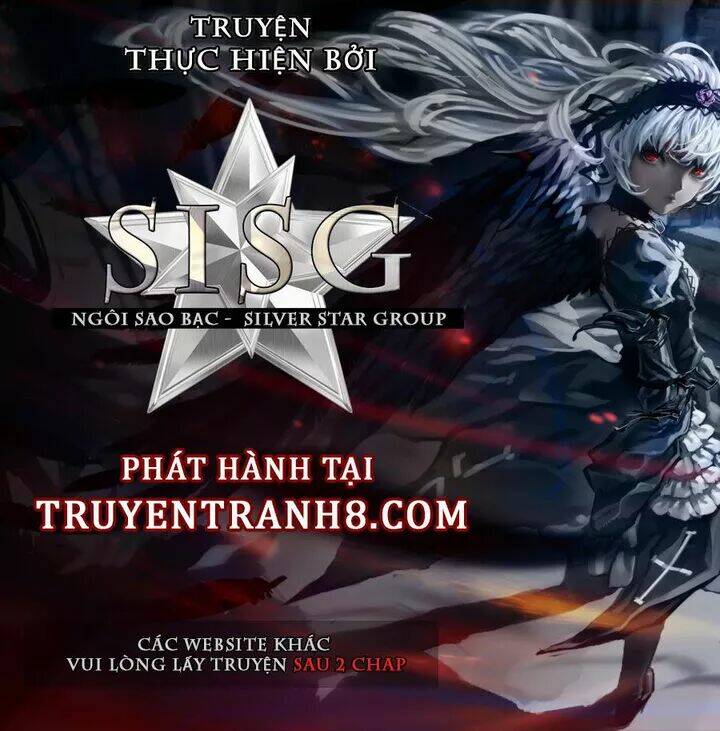 TRUYỆN
THỰC HIỆN BỞI
SISG
NGÔI SAO BẠC - SILVER STAR GROUP
PHÁT HÀNH TẠI
TRUYENTRANH8.COM
CÁC WEBSITE KHÁC
VUI LÒNG LẤY TRUYỆN SAU 2 CHAP